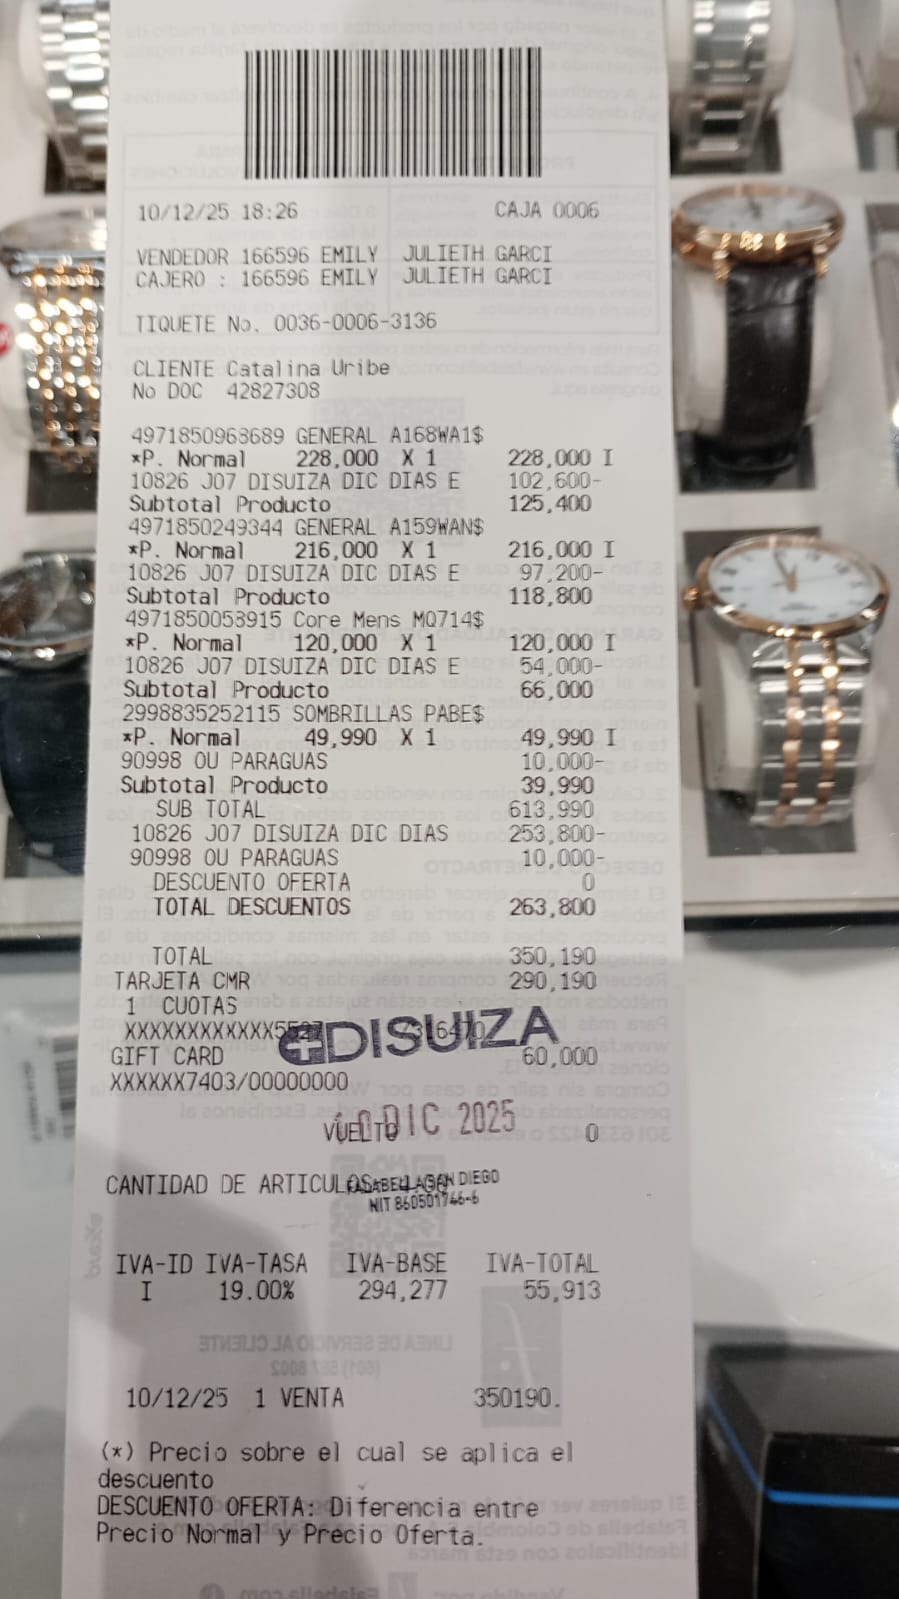 10/12/25 18:26 CAJA 0006
VENDEDOR 166596 EMILY JULIETH GARCI
CAJERO : 166596 EMILY JULIETH GARCI
TIQUETE No. 0036-0006-3136
CLIENTE Catalina Uribe
No DOC 42827308
4971850968689 GENERAL A168WA1$
*P. Normal 228,000 X 1 228,000 I
10826 J07 DISUIZA DIC DIAS E 102,600-
Subtotal Producto 125,400
4971850249344 GENERAL A159WAN$
*P. Normal 216,000 X 1 216,000 I
10826 J07 DISUIZA DIC DIAS E 97,200-
Subtotal Producto 118,800
4971850053915 Core Mens MQ714$
*P. Normal 120,000 X 1 120,000 I
10826 J07 DISUIZA DIC DIAS E 54,000-
Subtotal Producto 66,000
2998835252115 SOMBRILLAS PABE$
*P. Normal 49,990 X 1 49,990 I
90998 OU PARAGUAS 10,000-
Subtotal Producto 39,990
SUB TOTAL 613,990
10826 J07 DISUIZA DIC DIAS 253,800-
90998 OU PARAGUAS 10,000-
DESCUENTO OFERTA 0
TOTAL DESCUENTOS 263,800
TOTAL 350,190
TARJETA CMR 290,190
1 CUOTAS
DISUIZA
GIFT CARD 60,000
XXXXXX7403/00000000
DIC 2025
VUELTO 0
CANTIDAD DE ARTICULOS
FALABELLA SAN DIEGO
NIT 860501746-6
IVA-ID IVA-TASA IVA-BASE IVA-TOTAL
I 19.00% 294,277 55,913
10/12/25 1 VENTA 350190.
(*) Precio sobre el cual se aplica el
descuento
DESCUENTO OFERTA: Diferencia entre
Precio Normal y Precio Oferta.